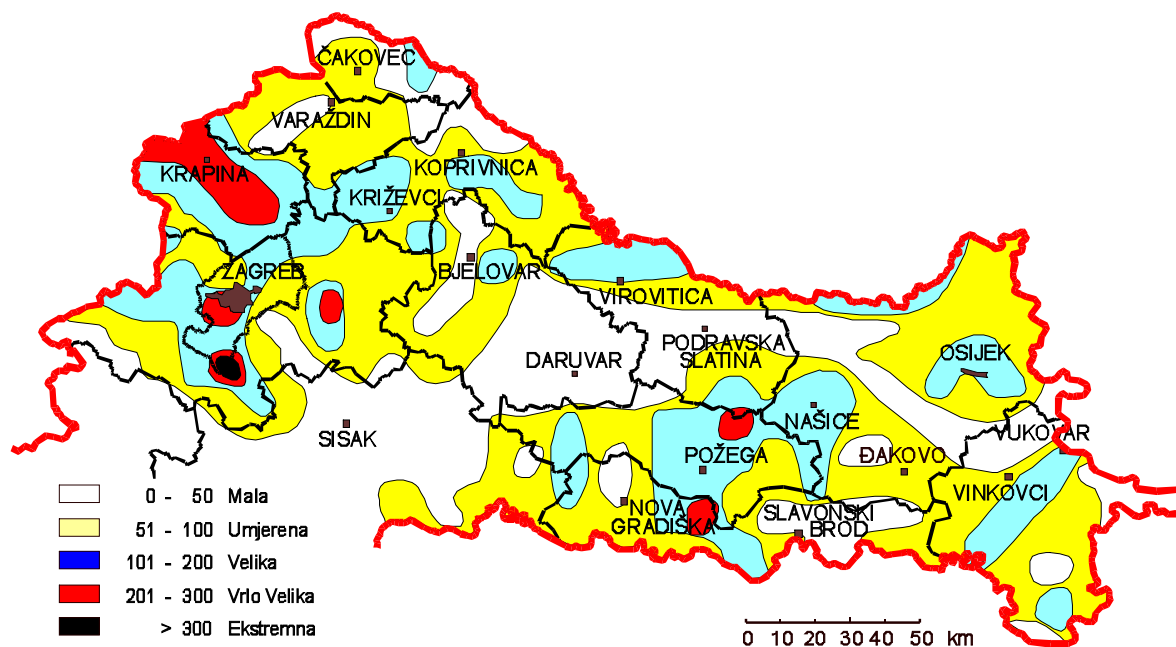 ČAKOVEC
VARAŽDIN
KRAPINA
KOPRIVNICA
KRIŽEVCI
ZAGREB
BJELOVAR
VIROVITICA
PODRAVSKA
SLATINA
DARUVAR
OSIJEK
NAŠICE
VUKOVAR
SISAK
POŽEGA
ĐAKOVO
VINKOVCI
NOVA
GRADIŠKA
SLAVONSKI
BROD
0 - 50 Mala
51 - 100 Umjerena
101 - 200 Velika
201 - 300 Vrlo Velika
> 300 Ekstremna
0 10 20 30 40 50 km